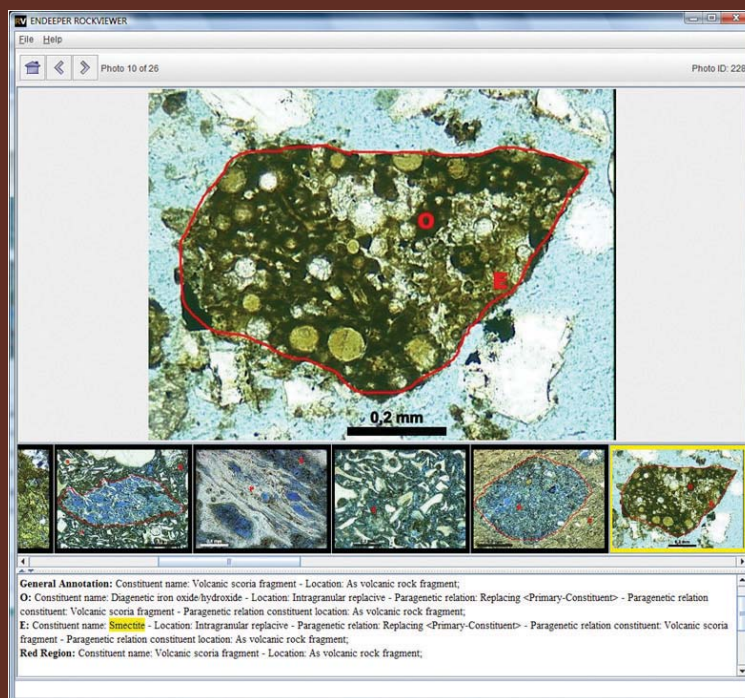 RV ENDEEPER ROCKVIEWER
File Help
Photo 10 of 26
Photo ID: 228
O
E
0,2 mm
General Annotation: Constituent name: Volcanic scoria fragment - Location: As volcanic rock fragment;
O: Constituent name: Diagenetic iron oxide/hydroxide - Location: Intragranular replacive - Paragenetic relation: Replacing <Primary-Constituent> - Paragenetic relation
constituent: Volcanic scoria fragment - Paragenetic relation constituent location: As volcanic rock fragment;
E: Constituent name: Smectite - Location: Intragranular replacive - Paragenetic relation: Replacing <Primary-Constituent> - Paragenetic relation constituent: Volcanic scoria
fragment - Paragenetic relation constituent location: As volcanic rock fragment;
Red Region: Constituent name: Volcanic scoria fragment - Location: As volcanic rock fragment;